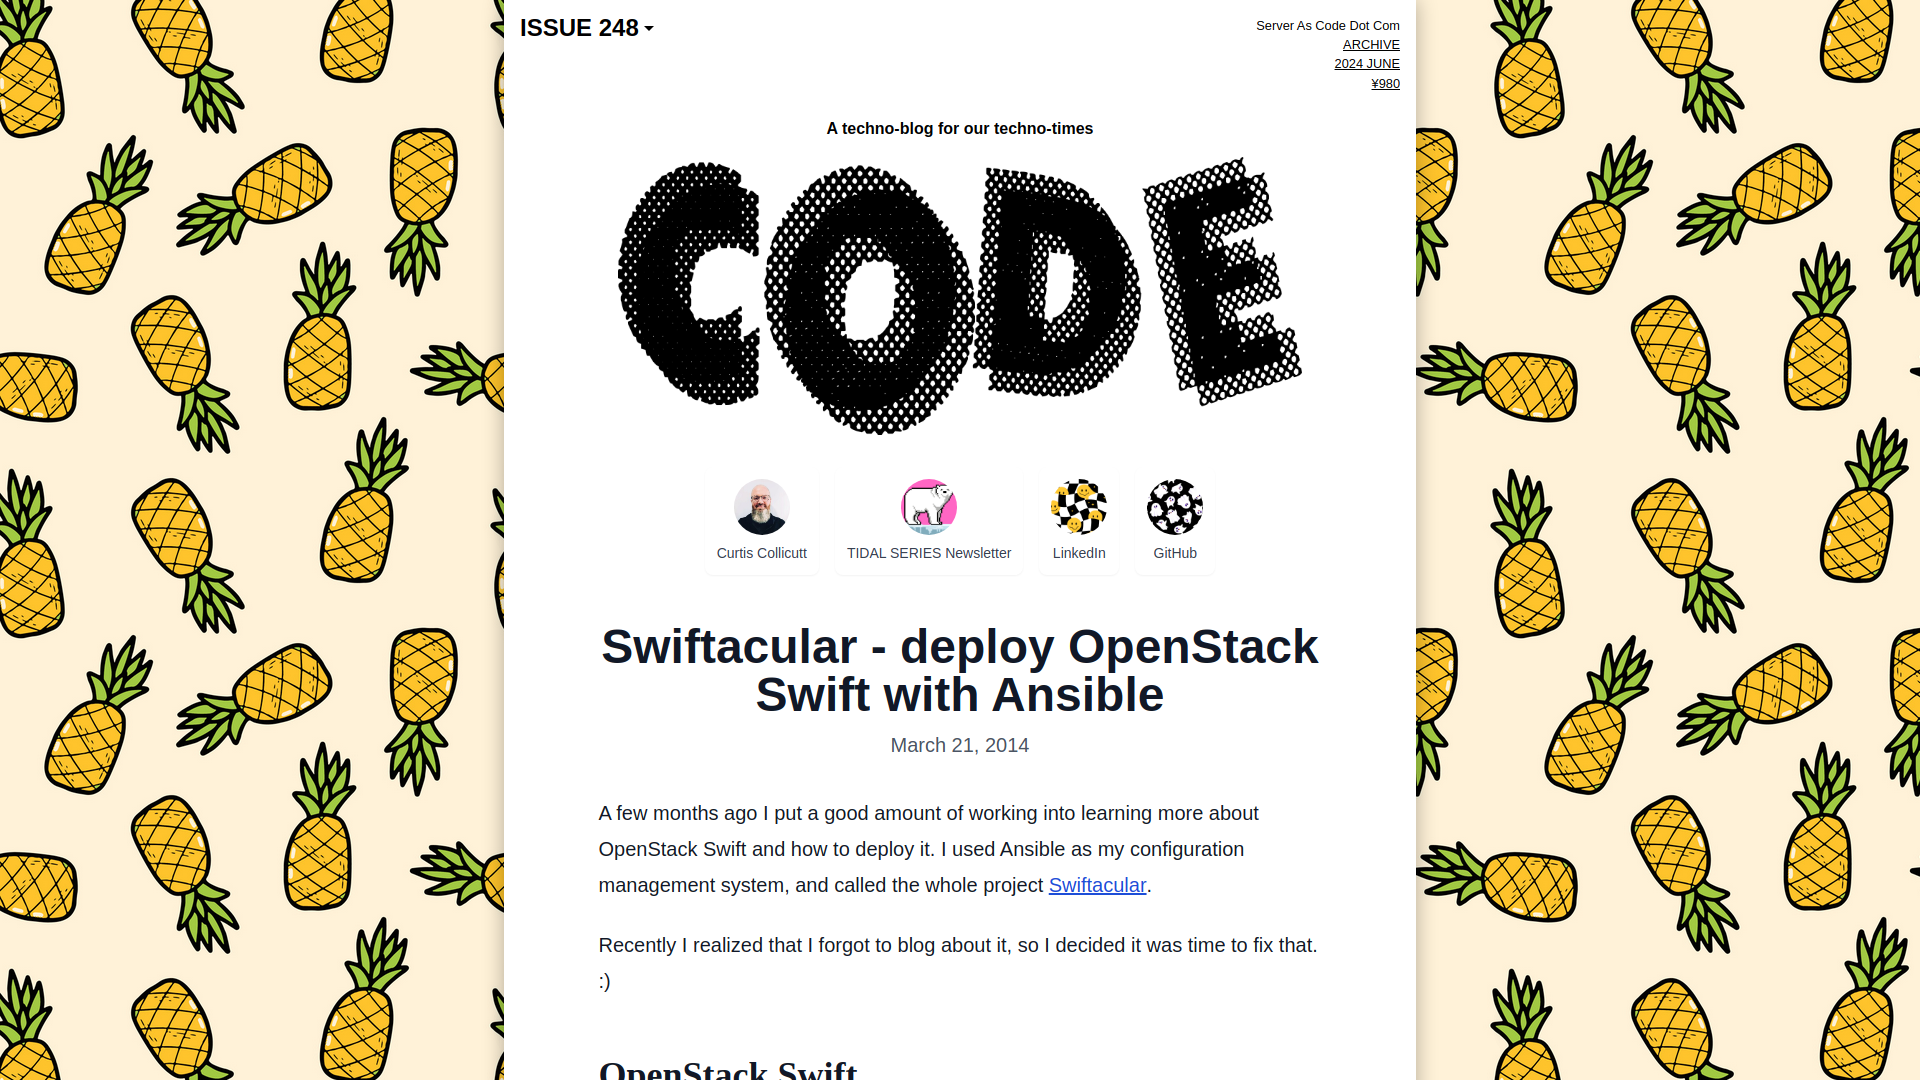 ISSUE 248
Server As Code Dot Com
ARCHIVE
2024 JUNE
¥980
A techno-blog for our techno-times
CODE
Curtis Collicutt
TIDAL SERIES Newsletter
LinkedIn
GitHub
Swiftacular - deploy OpenStack
Swift with Ansible
March 21, 2014
A few months ago I put a good amount of working into learning more about
OpenStack Swift and how to deploy it. I used Ansible as my configuration
management system, and called the whole project Swiftacular.
Recently I realized that I forgot to blog about it, so I decided it was time to fix that.
:)
OpenStack Swift